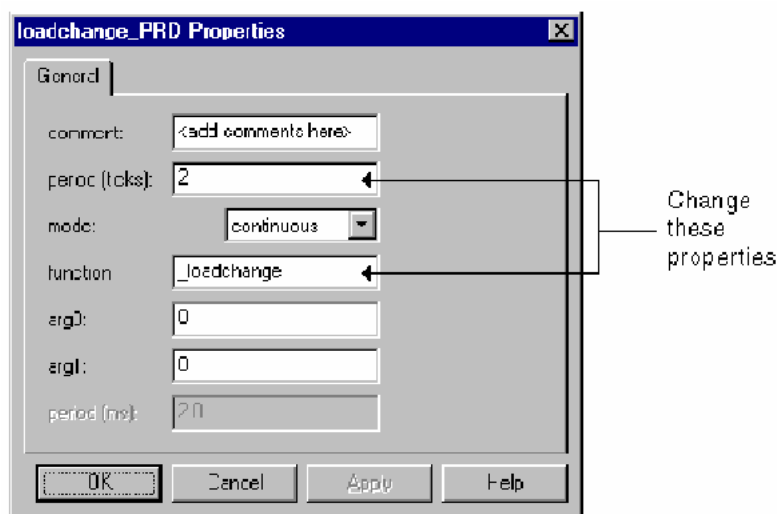 loadchange_PRD Properties
General
comment: <add comments here>
period (ticks): 2
mode: continuous
function _loadchange
arg0: 0
arg1: 0
period (ms): 2.0
OK Cancel Apply Help
Change
these
properties